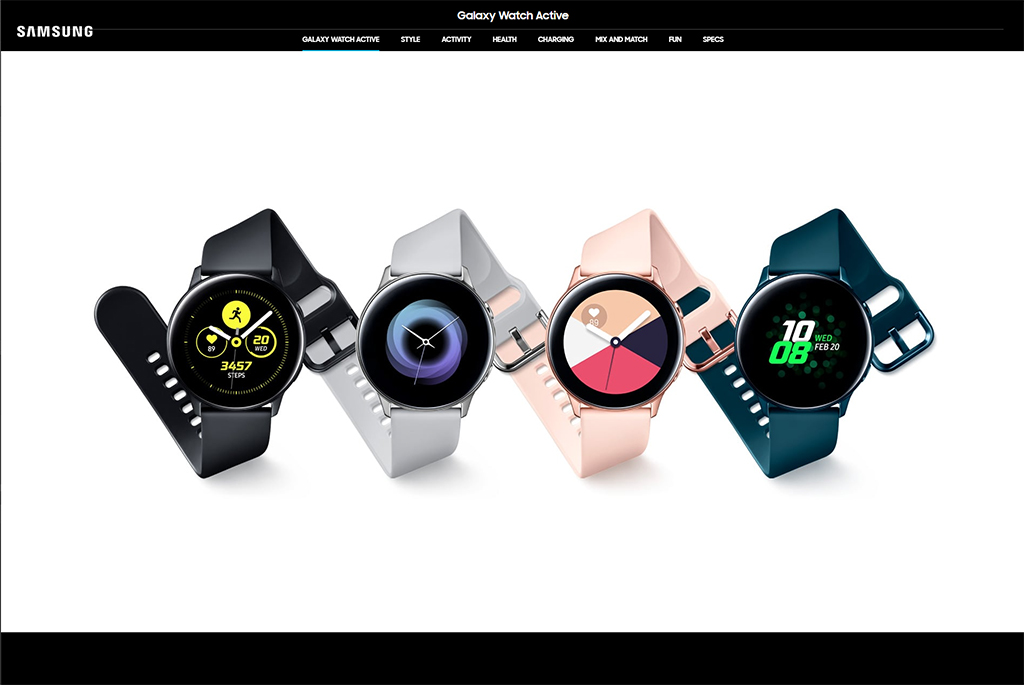 Galaxy Watch Active
SAMSUNG
GALAXY WATCH ACTIVE STYLE ACTIVITY HEALTH CHARGING MIX AND MATCH FUN SPECS
89
20
WED
3457
STEPS
89
10
08
WED
FEB 20